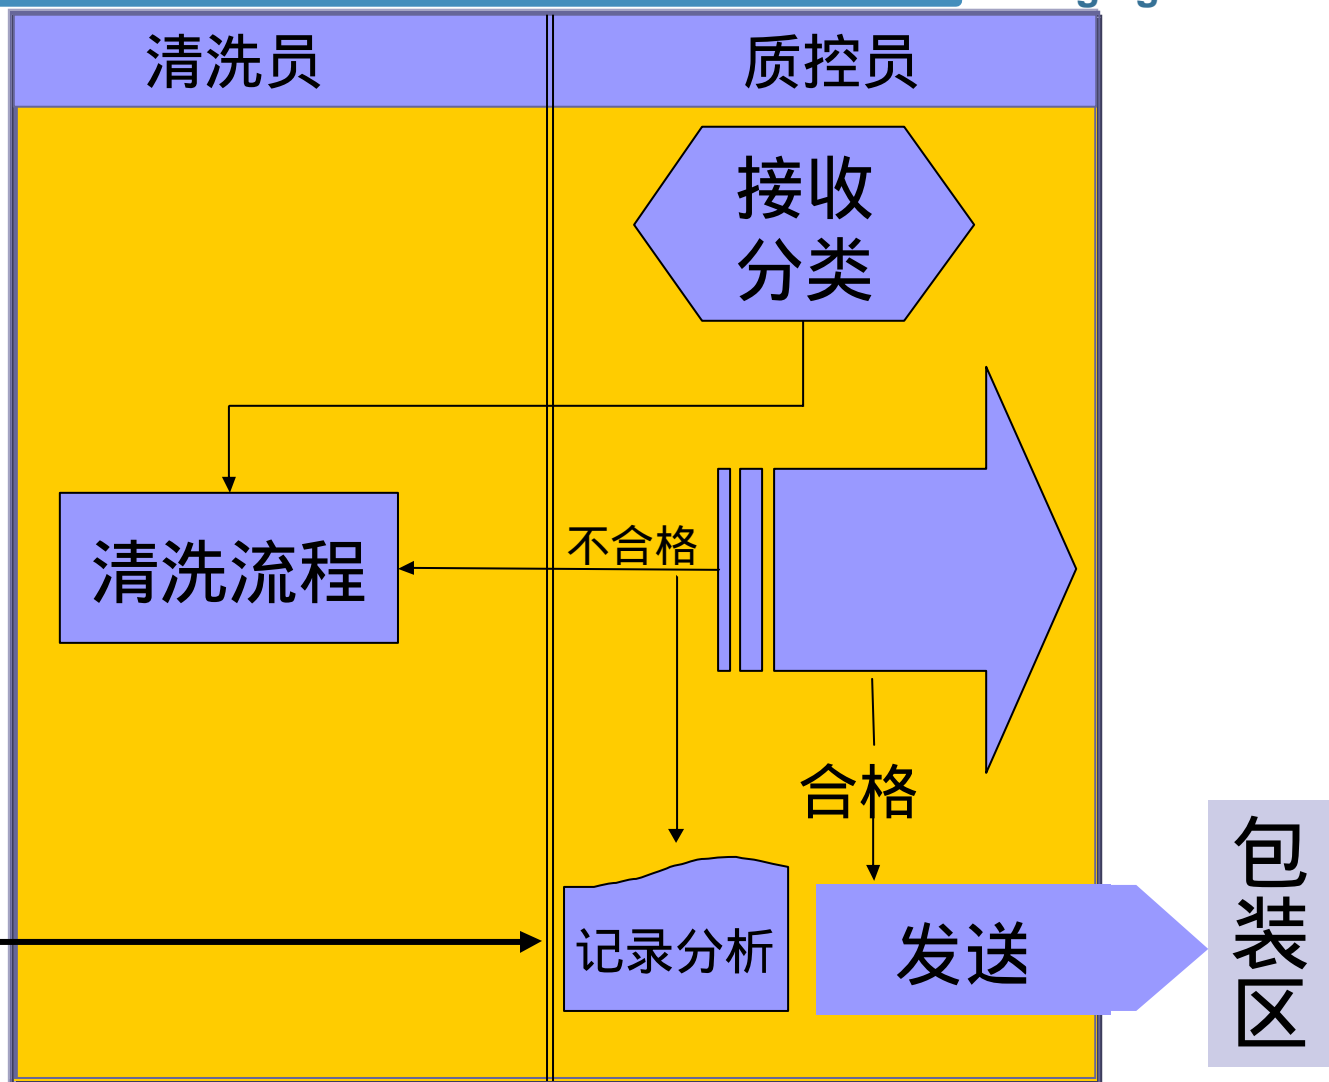 清洗员
质控员
接收
分类
清洗流程
不合格
合格
记录分析
发送
包
装
区